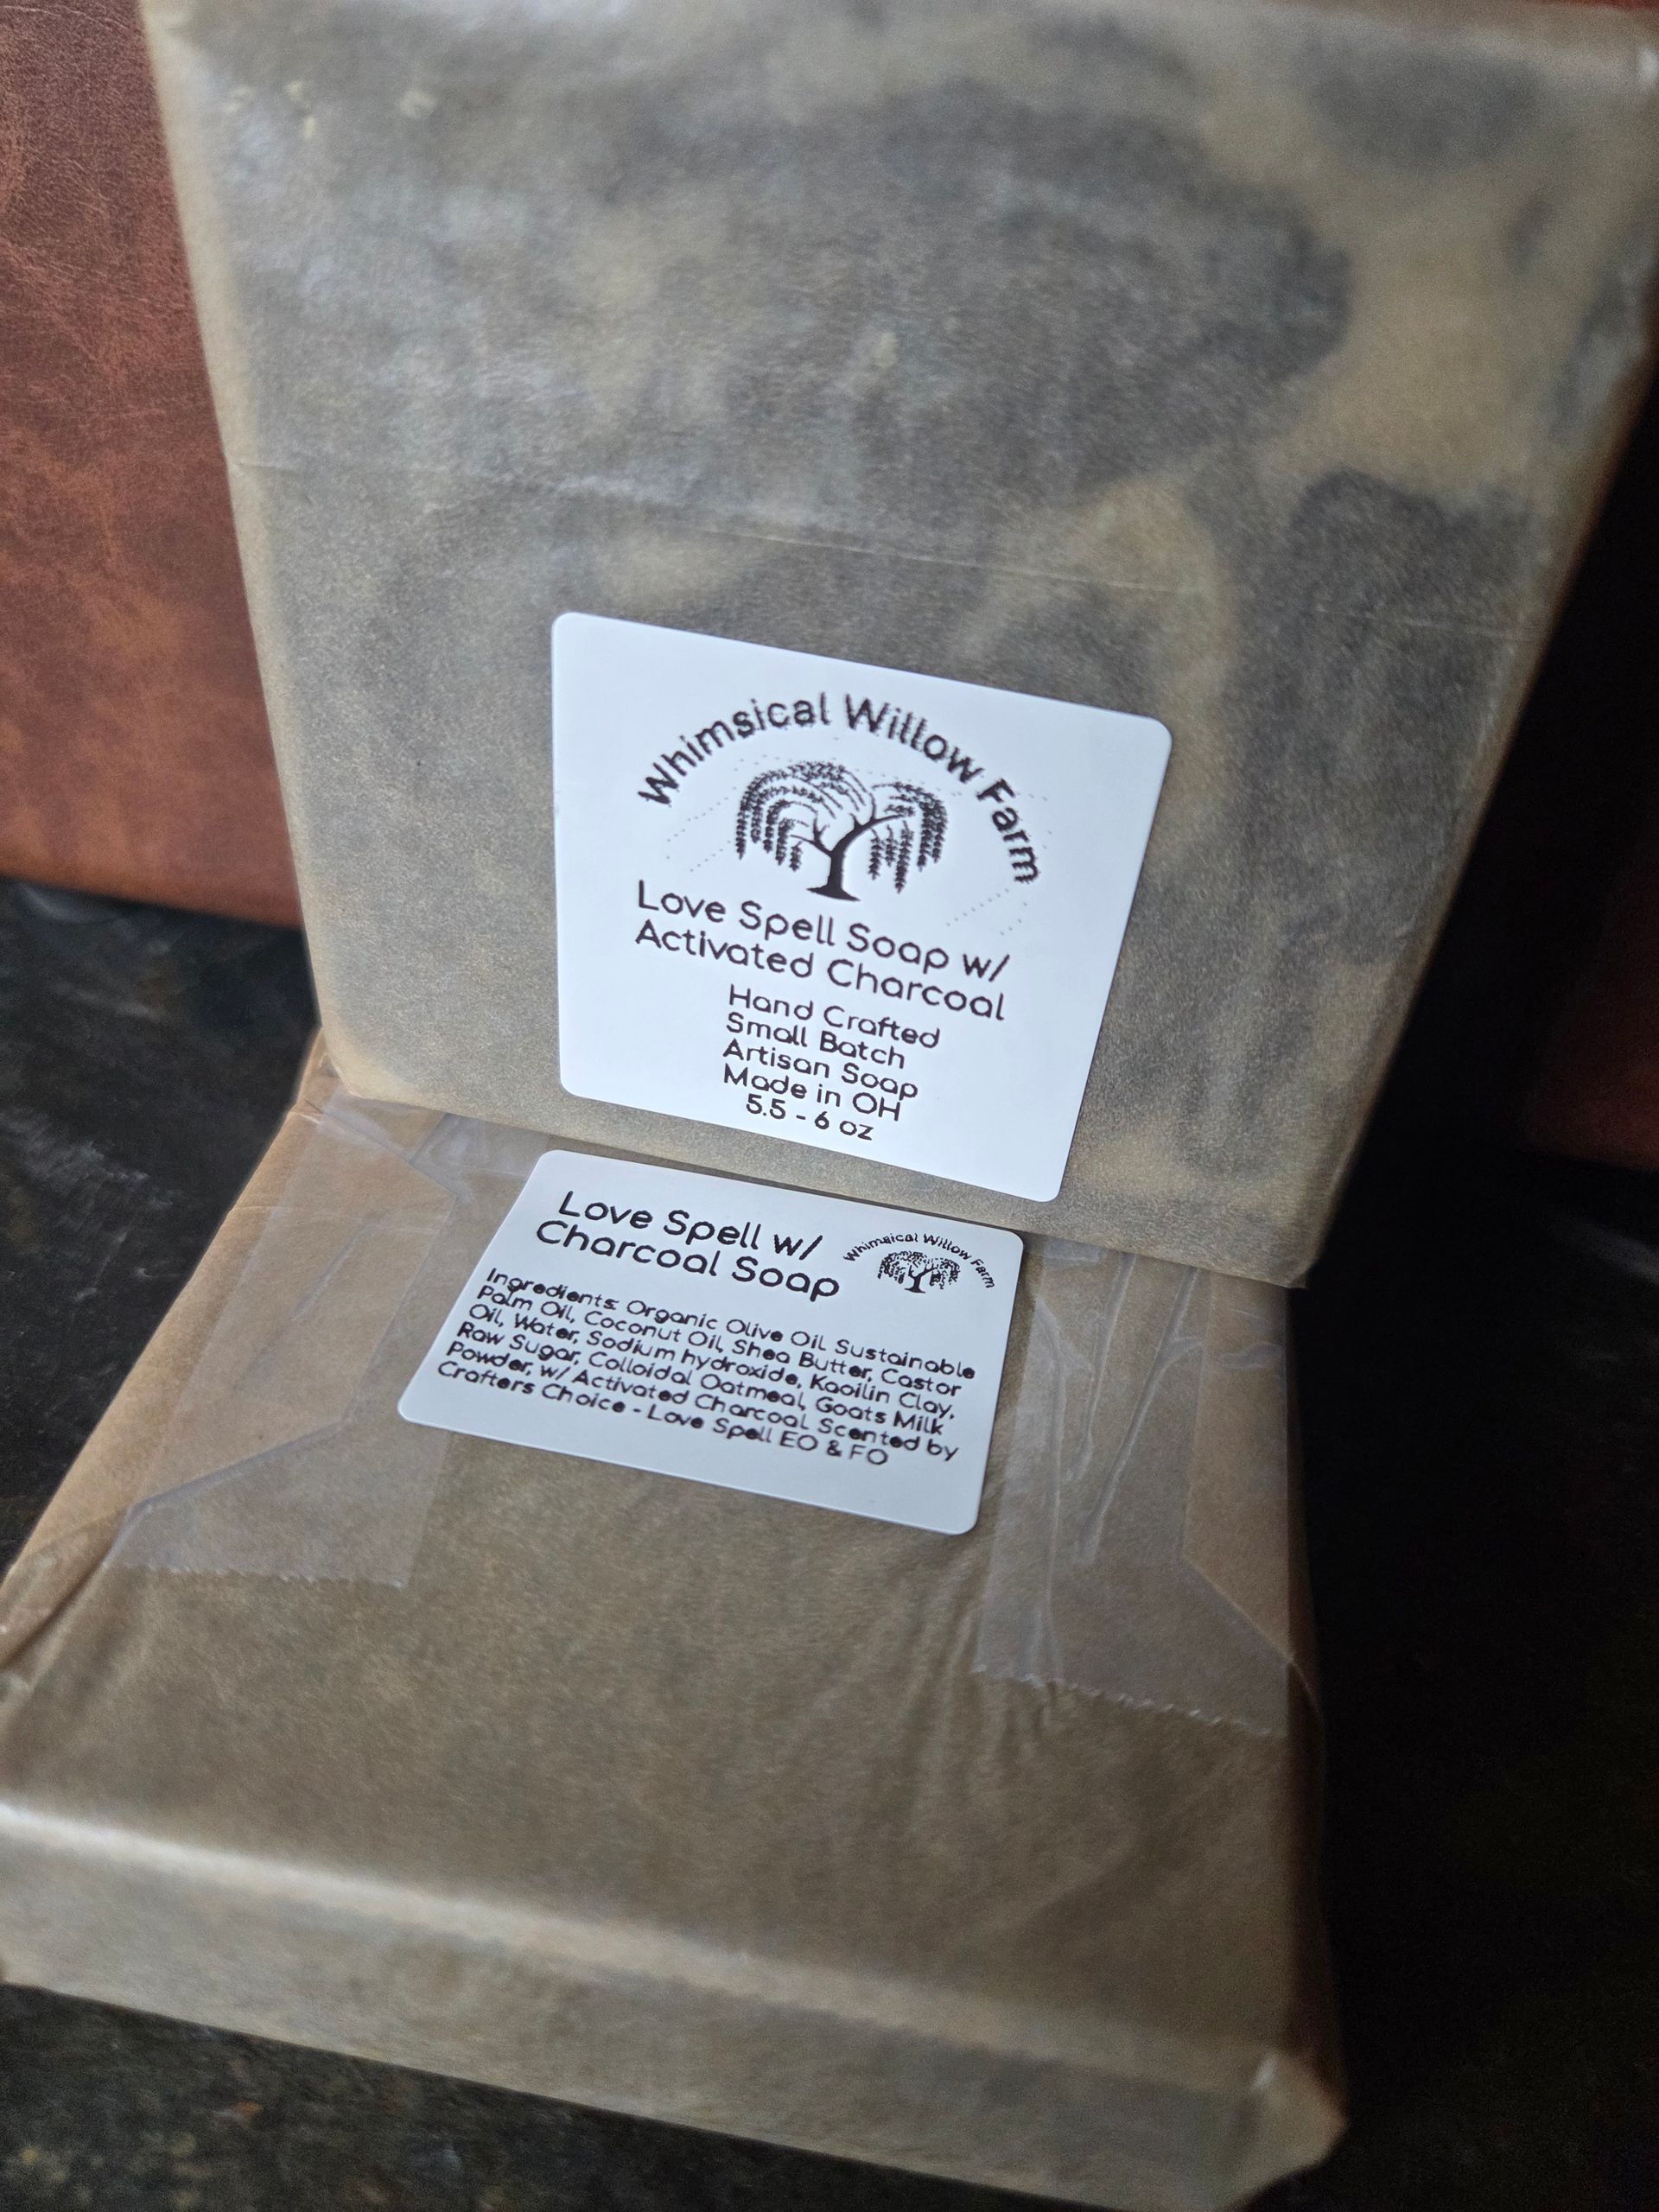 Whimsical Willow Farm
Love Spell Soap w/
Activated Charcoal
Hand Crafted
Small Batch
Artisan Soap
Made in OH
5.5 - 6 oz
Love Spell w/
Charcoal Soap
Whimsical Willow Farm
Ingredients: Organic Olive Oil, Sustainable
Palm Oil, Coconut Oil, Shea Butter, Castor
Oil, Water, Sodium hydroxide, Kaoilin Clay,
Raw Sugar, Colloidal Oatmeal, Goats Milk
Powder, w/ Activated Charcoal. Scented by
Crafters Choice - Love Spell EO & FO